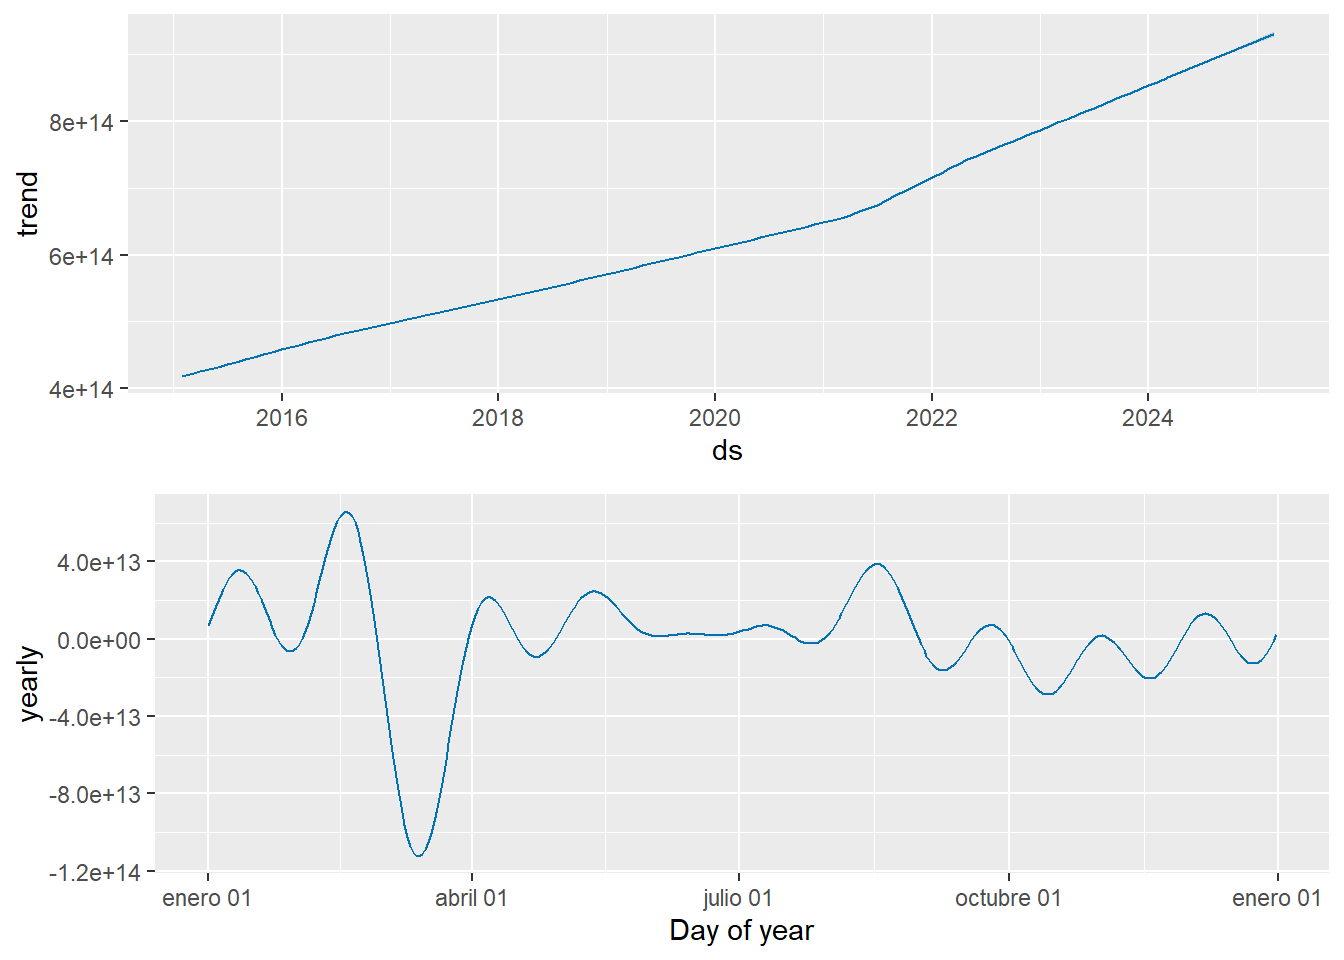 8e+14
6e+14
4e+14
trend
2016 2018 2020 2022 2024
ds
4.0e+13
0.0e+00
-4.0e+13
-8.0e+13
-1.2e+14
yearly
enero 01 abril 01 julio 01 octubre 01 enero 01
Day of year